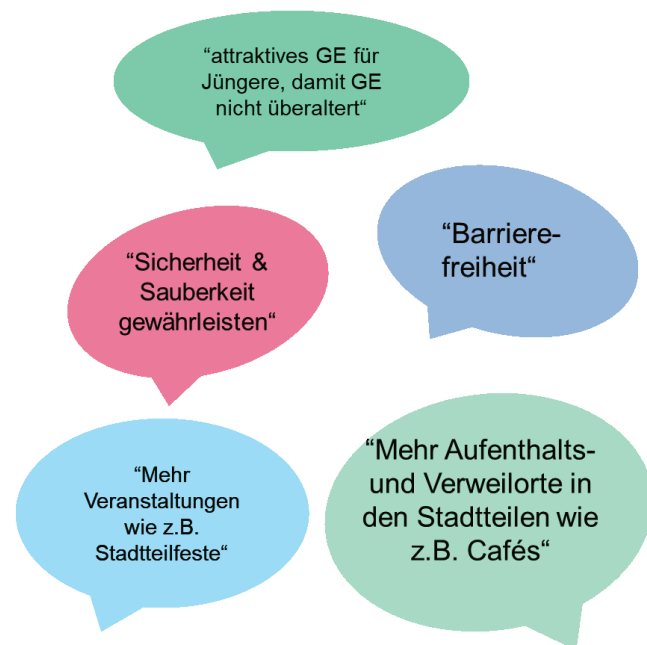 “attraktives GE für
Jüngere, damit GE
nicht überaltert“
“Barriere-
freiheit“
“Sicherheit &
Sauberkeit
gewährleisten“
“Mehr Aufenthalts-
und Verweilorte in
den Stadtteilen wie
z.B. Cafés“
“Mehr
Veranstaltungen
wie z.B.
Stadtteilfeste“